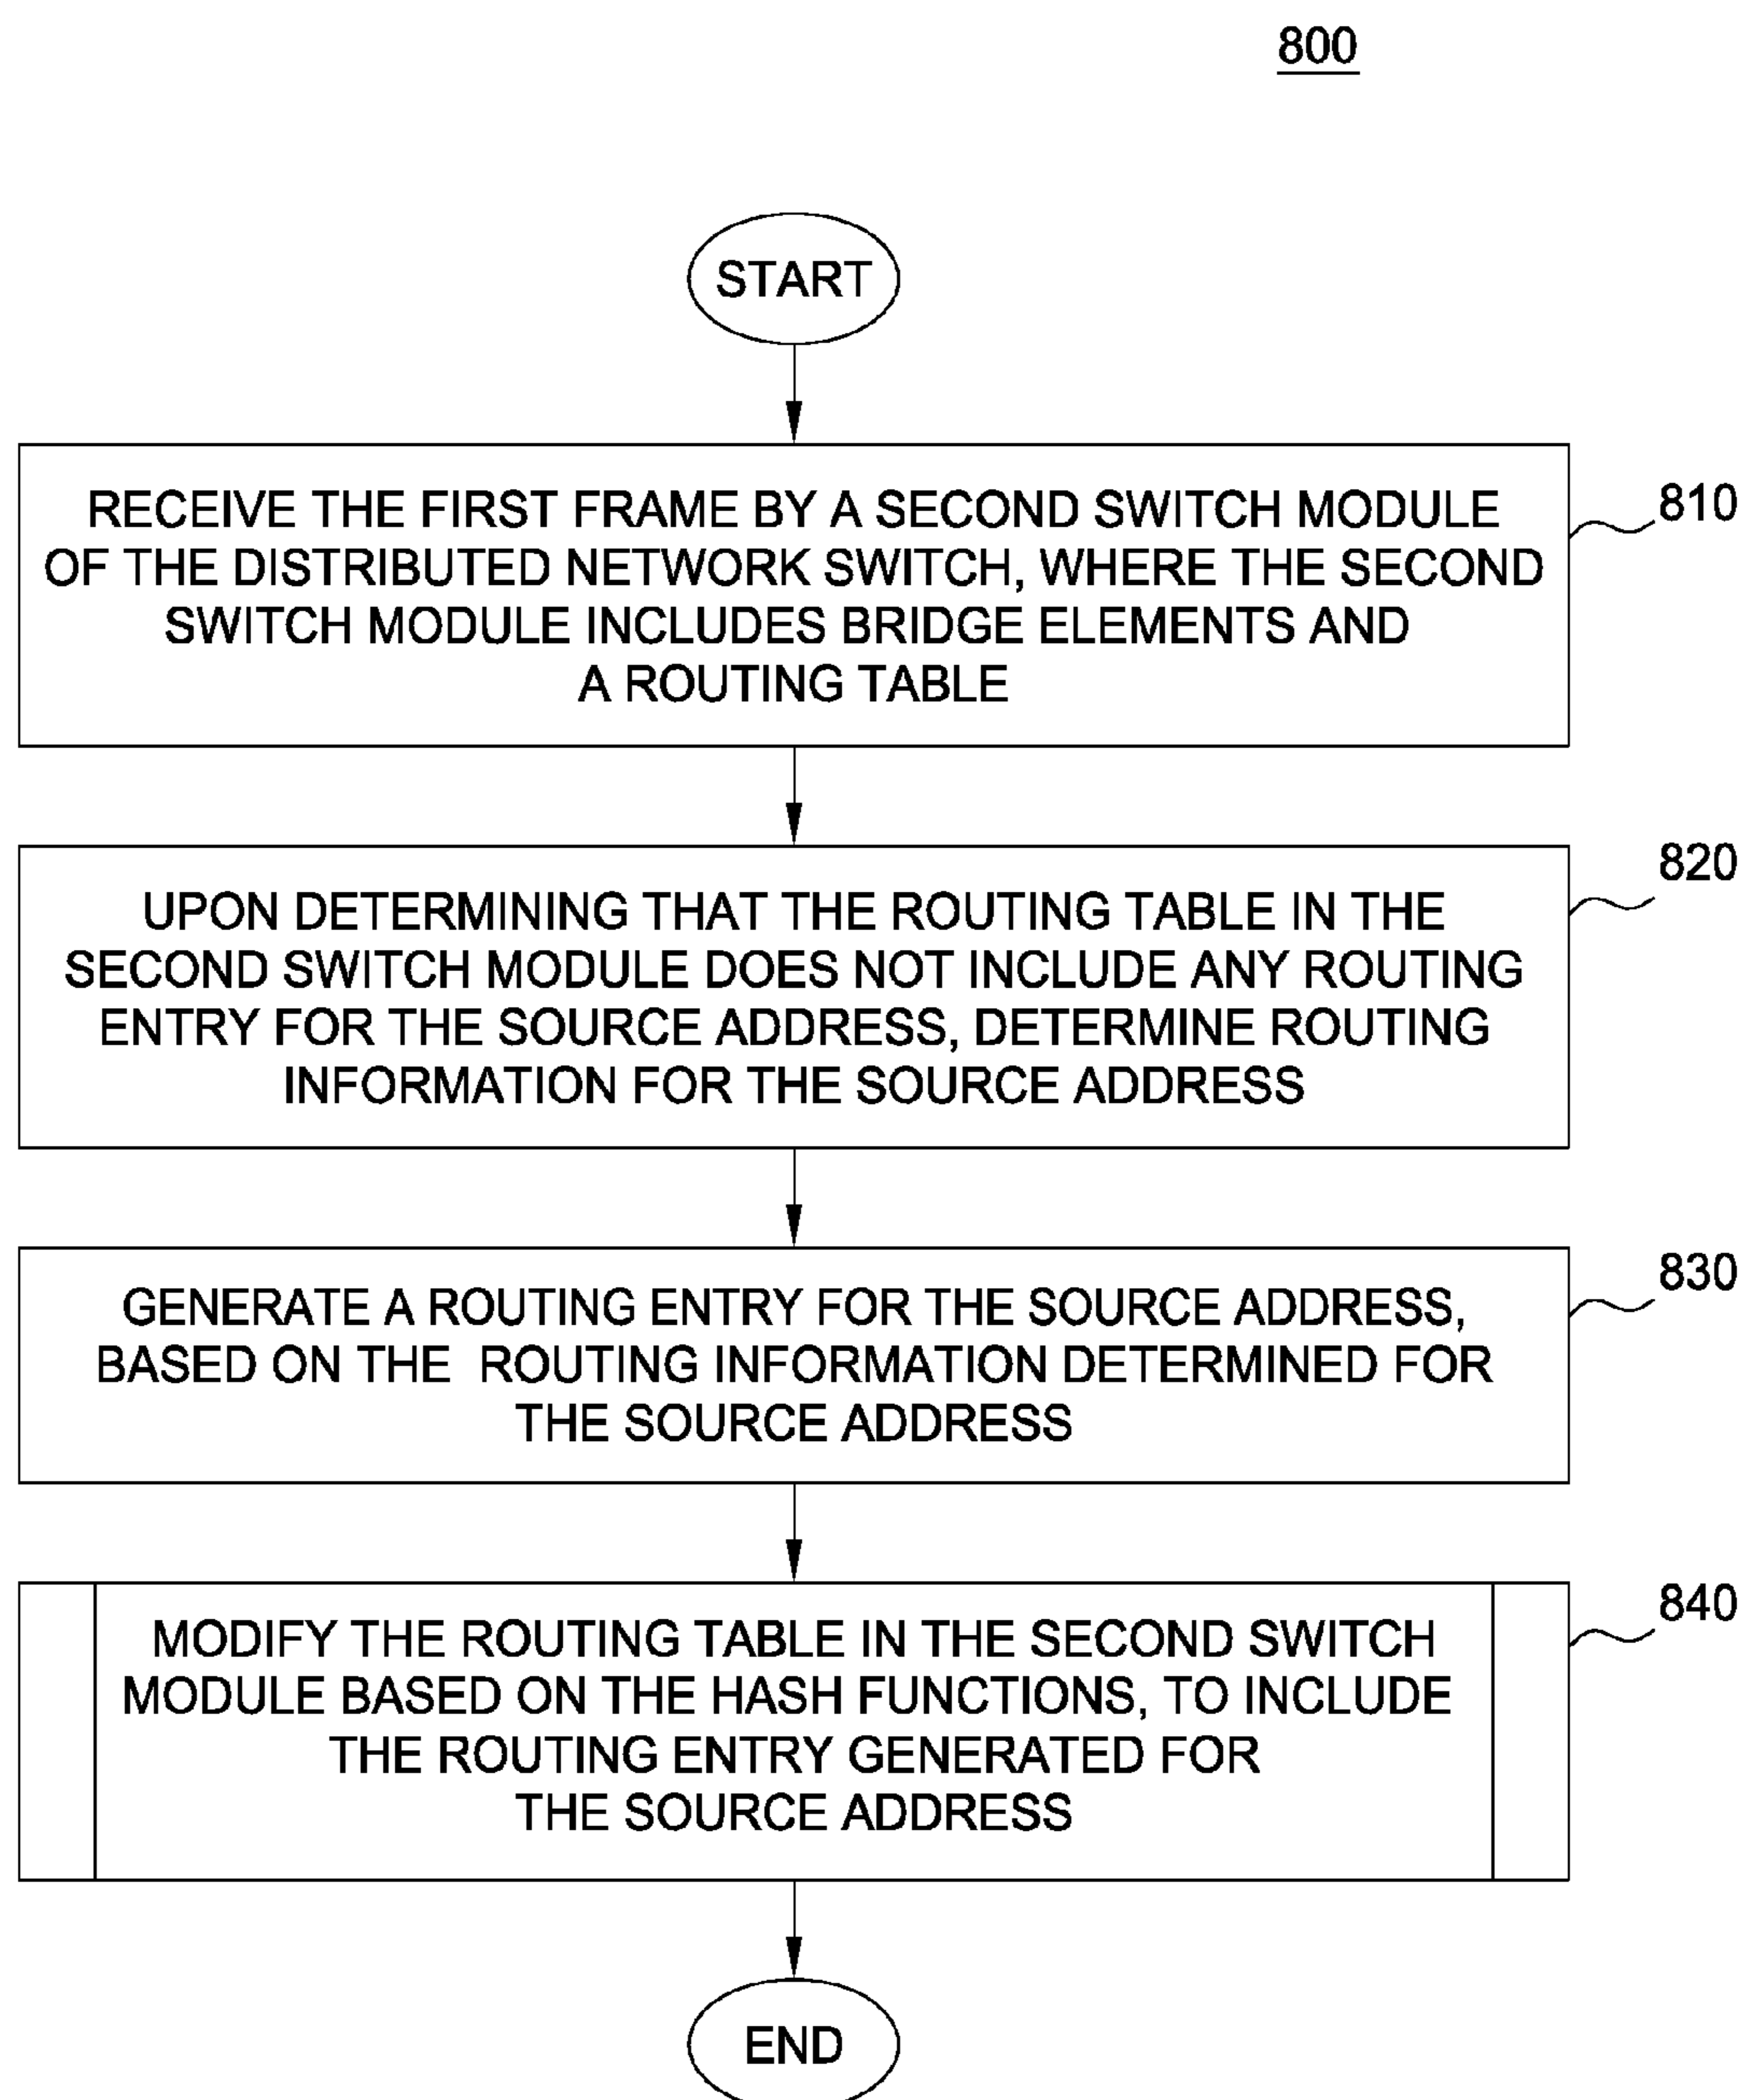 800
START
RECEIVE THE FIRST FRAME BY A SECOND SWITCH MODULE
OF THE DISTRIBUTED NETWORK SWITCH, WHERE THE SECOND
SWITCH MODULE INCLUDES BRIDGE ELEMENTS AND
A ROUTING TABLE
810
UPON DETERMINING THAT THE ROUTING TABLE IN THE
SECOND SWITCH MODULE DOES NOT INCLUDE ANY ROUTING
ENTRY FOR THE SOURCE ADDRESS, DETERMINE ROUTING
INFORMATION FOR THE SOURCE ADDRESS
820
GENERATE A ROUTING ENTRY FOR THE SOURCE ADDRESS,
BASED ON THE ROUTING INFORMATION DETERMINED FOR
THE SOURCE ADDRESS
830
MODIFY THE ROUTING TABLE IN THE SECOND SWITCH
MODULE BASED ON THE HASH FUNCTIONS, TO INCLUDE
THE ROUTING ENTRY GENERATED FOR
THE SOURCE ADDRESS
840
END